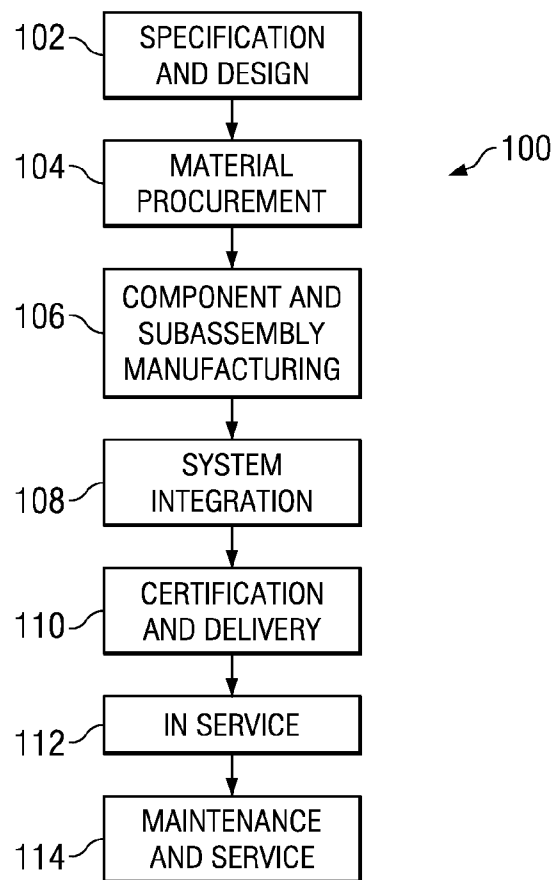 102
SPECIFICATION
AND DESIGN
104
MATERIAL
PROCUREMENT
100
106
COMPONENT AND
SUBASSEMBLY
MANUFACTURING
108
SYSTEM
INTEGRATION
110
CERTIFICATION
AND DELIVERY
112
IN SERVICE
114
MAINTENANCE
AND SERVICE